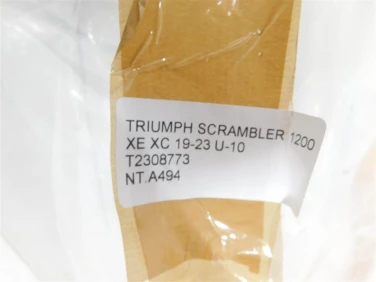 TRIUMPH SCRAMBLER 1200
XE XC 19-23 U-10
T2308773
NT.A494